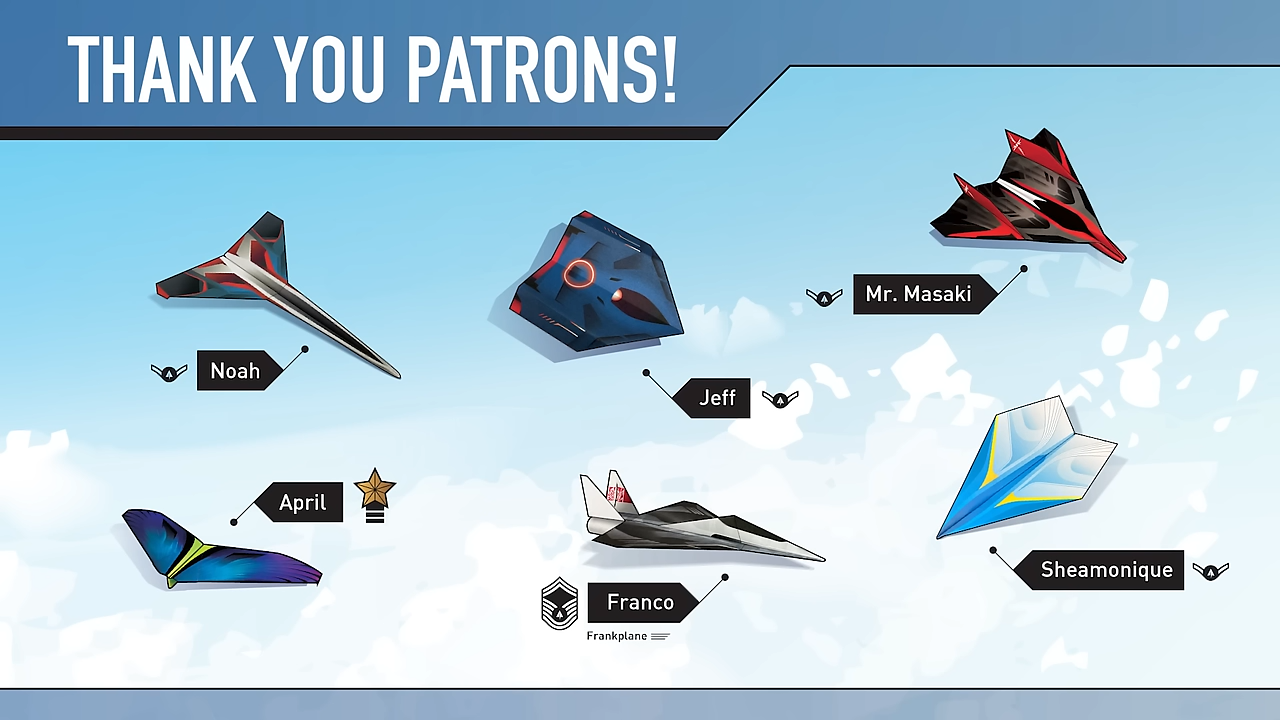 THANK YOU PATRONS!
Mr. Masaki
Noah
Jeff
April
Sheamonique
Franco
Frankplane